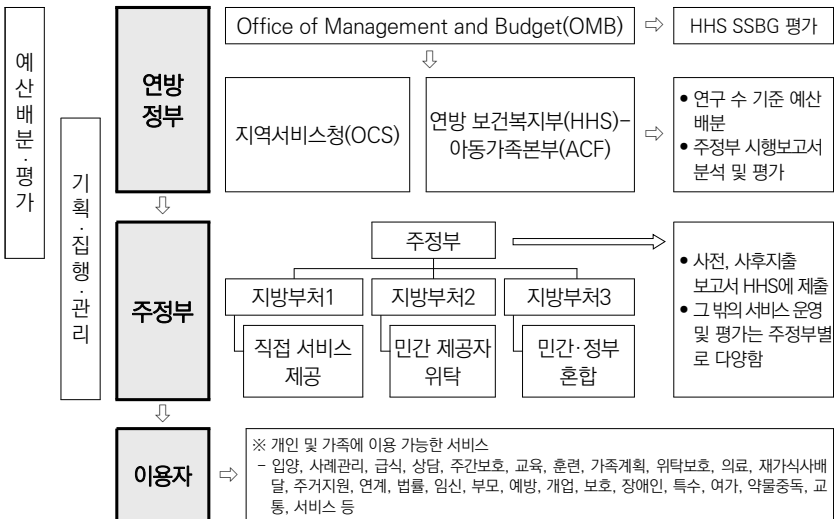 예산배분·평가
기획·집행·관리
연방
정부
Office of Management and Budget(OMB)
HHS SSBG 평가
지역서비스청(OCS)
연방 보건복지부(HHS)-
아동가족본부(ACF)
● 연구 수 기준 예산
배분
● 주정부 시행보고서
분석 및 평가
주정부
주정부
지방부처1
지방부처2
지방부처3
직접 서비스
제공
민간 제공자
위탁
민간·정부
혼합
● 사전, 사후지출
보고서 HHS에 제출
● 그 밖의 서비스 운영
및 평가는 주정부별
로 다양함
이용자
※ 개인 및 가족에 이용 가능한 서비스
- 입양, 사례관리, 급식, 상담, 주간보호, 교육, 훈련, 가족계획, 위탁보호, 의료, 재가식사배
달, 주거지원, 연계, 법률, 임신, 부모, 예방, 개업, 보호, 장애인, 특수, 여가, 약물중독, 교
통, 서비스 등